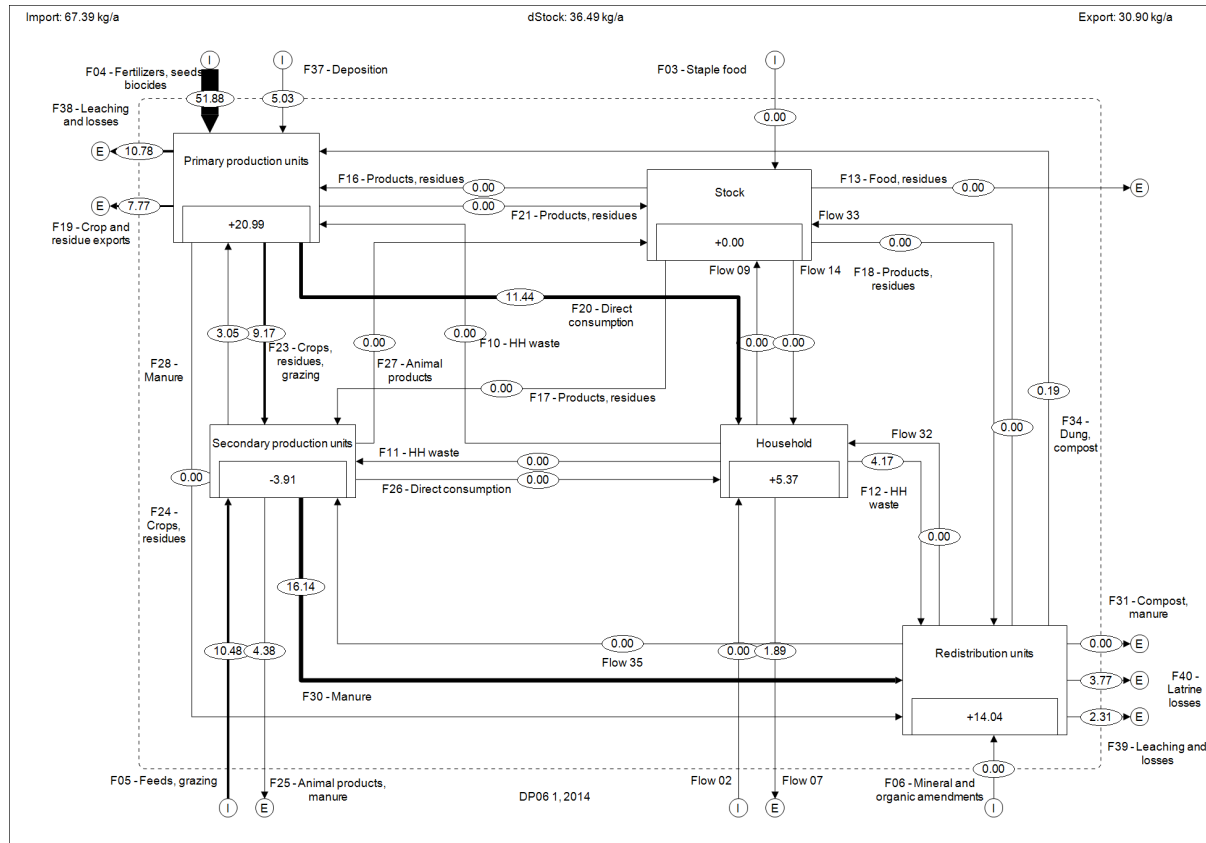 Import: 67.39 kg/a
dStock: 36.49 kg/a
Export: 30.90 kg/a
I
I
I
F04 - Fertilizers, seeds
biocides
F37 - Deposition
F03 - Staple food
51.88
5.03
F38 - Leaching
and losses
0.00
E
10.78
Primary production units
F16 - Products, residues
0.00
Stock
F13 - Food, residues
0.00
E
E
7.77
0.00
F21 - Products, residues
Flow 33
F19 - Crop and
residue exports
+20.99
+0.00
0.00
Flow 09
Flow 14
F18 - Products,
residues
11.44
F20 - Direct
consumption
3.05
9.17
0.00
0.00
0.00
0.00
F23 - Crops,
residues,
grazing
F10 - HH waste
F28 -
Manure
F27 - Animal
products
0.00
F17 - Products, residues
0.19
Secondary production units
Household
Flow 32
0.00
F34 -
Dung,
compost
F11 - HH waste
0.00
4.17
0.00
-3.91
+5.37
F26 - Direct consumption
0.00
F12 - HH
waste
F24 -
Crops,
residues
0.00
16.14
F31 - Compost,
manure
10.48
4.38
0.00
Flow 35
0.00
1.89
Redistribution units
0.00
E
3.77
E
F40 -
Latrine
losses
F30 - Manure
+14.04
2.31
E
F39 - Leaching and
losses
0.00
F05 - Feeds, grazing
F25 - Animal products,
manure
Flow 02
Flow 07
F06 - Mineral and
organic amendments
DP06 1, 2014
I
E
I
E
I